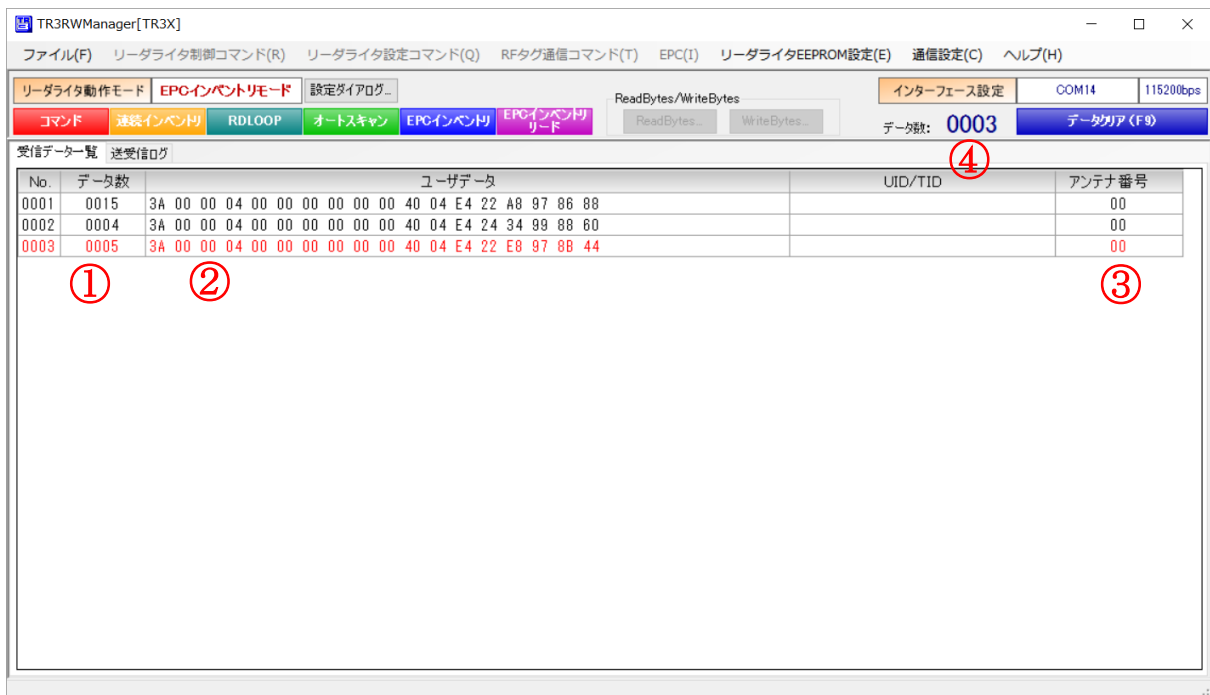 TR3RWManager[TR3X]
ファイル(F) リーダライタ制御コマンド(R) リーダライタ設定コマンド(Q) RFタグ通信コマンド(T) EPC(I) リーダライタEEPROM設定(E) 通信設定(C) ヘルプ(H)
リーダライタ動作モード EPCインベントリモード 設定ダイアログ... ReadBytes/WriteBytes インターフェース設定 COM14 115200bps
コマンド 連続インベントリ RDLOOP オートスキャン EPCインベントリ EPCインベントリリード ReadBytes... WriteBytes... データ数: 0003 データクリア(F9)
④
受信データ一覧 送受信ログ
No. データ数 ユーザデータ UID/TID アンテナ番号
0001 0015 3A 00 00 04 00 00 00 00 00 00 40 04 E4 22 A8 97 86 88 00
0002 0004 3A 00 00 04 00 00 00 00 00 00 40 04 E4 24 34 99 88 60 00
0003 0005 3A 00 00 04 00 00 00 00 00 00 40 04 E4 22 E8 97 8B 44 00
① ② ③